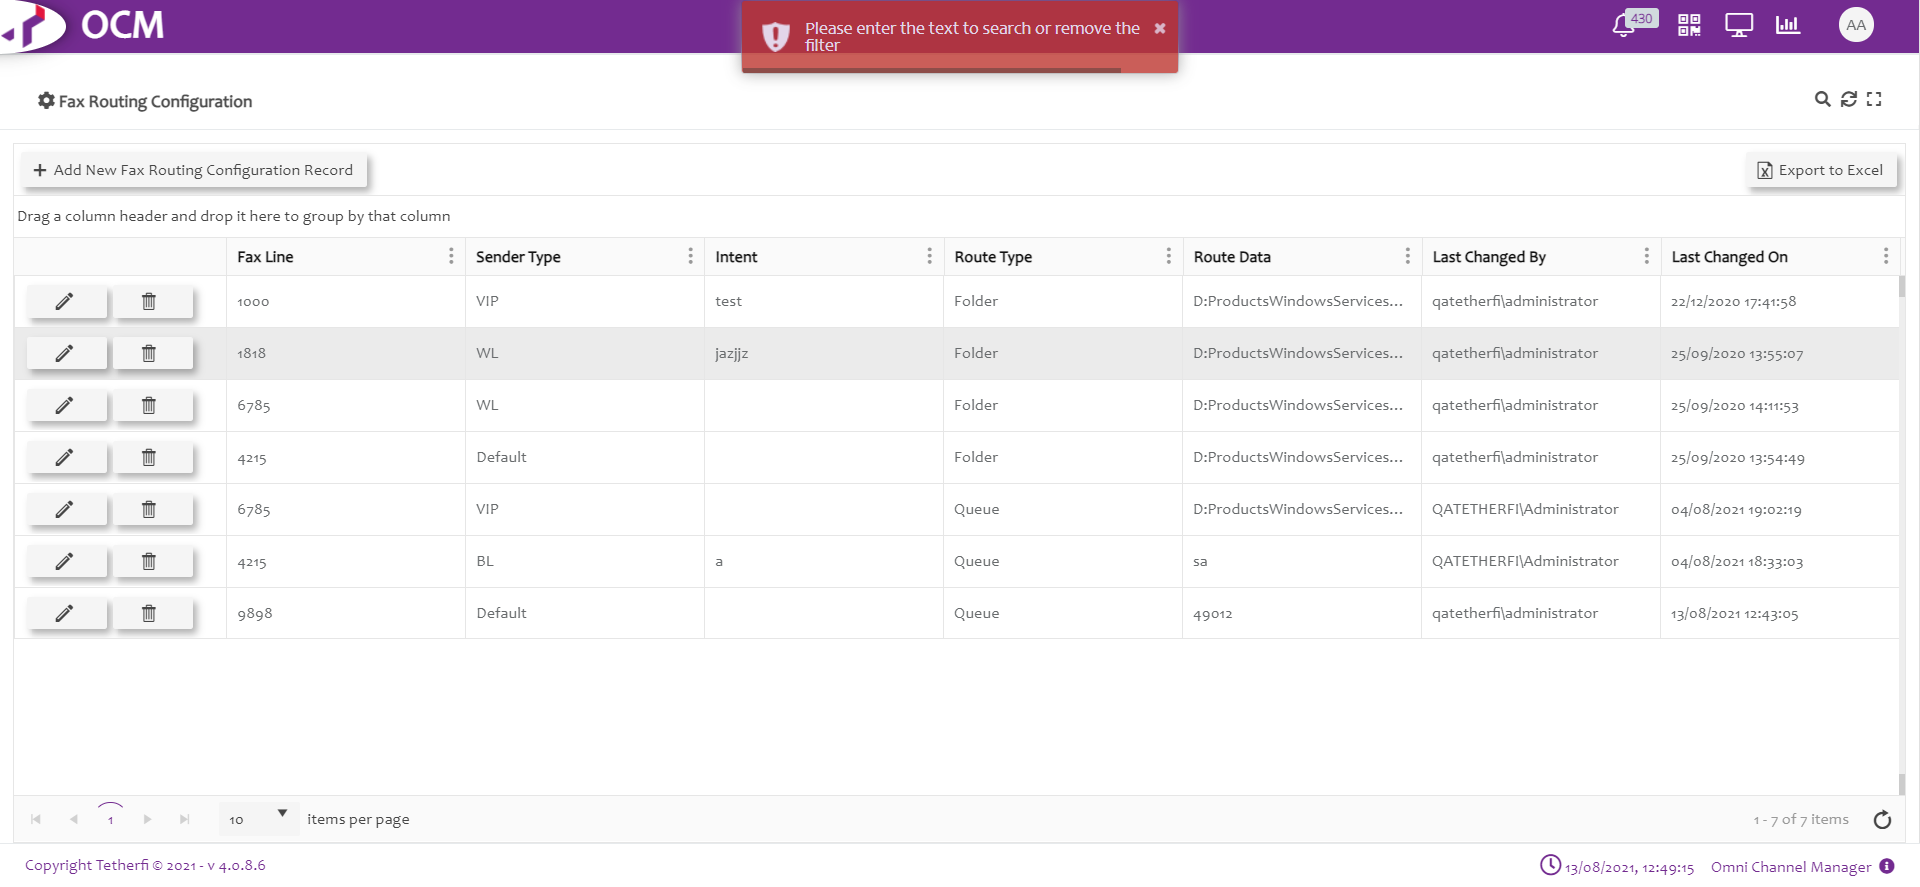 OCM
Please enter the text to search or remove the
filter
430
AA
Fax Routing Configuration
Add New Fax Routing Configuration Record
Export to Excel
Drag a column header and drop it here to group by that column
Fax Line Sender Type Intent Route Type Route Data Last Changed By Last Changed On
1000 VIP test Folder D:ProductsWindowsServices... qatetherfi\administrator 22/12/2020 17:41:58
1818 WL jazjjz Folder D:ProductsWindowsServices... qatetherfi\administrator 25/09/2020 13:55:07
6785 WL Folder D:ProductsWindowsServices... qatetherfi\administrator 25/09/2020 14:11:53
4215 Default Folder D:ProductsWindowsServices... qatetherfi\administrator 25/09/2020 13:54:49
6785 VIP Queue D:ProductsWindowsServices... QATETHERFI\Administrator 04/08/2021 19:02:19
4215 BL a Queue sa QATETHERFI\Administrator 04/08/2021 18:33:03
9898 Default Queue 49012 qatetherfi\administrator 13/08/2021 12:43:05
1 10 items per page 1 - 7 of 7 items
Copyright Tetherfi © 2021 - v 4.0.8.6 13/08/2021, 12:49:15 Omni Channel Manager